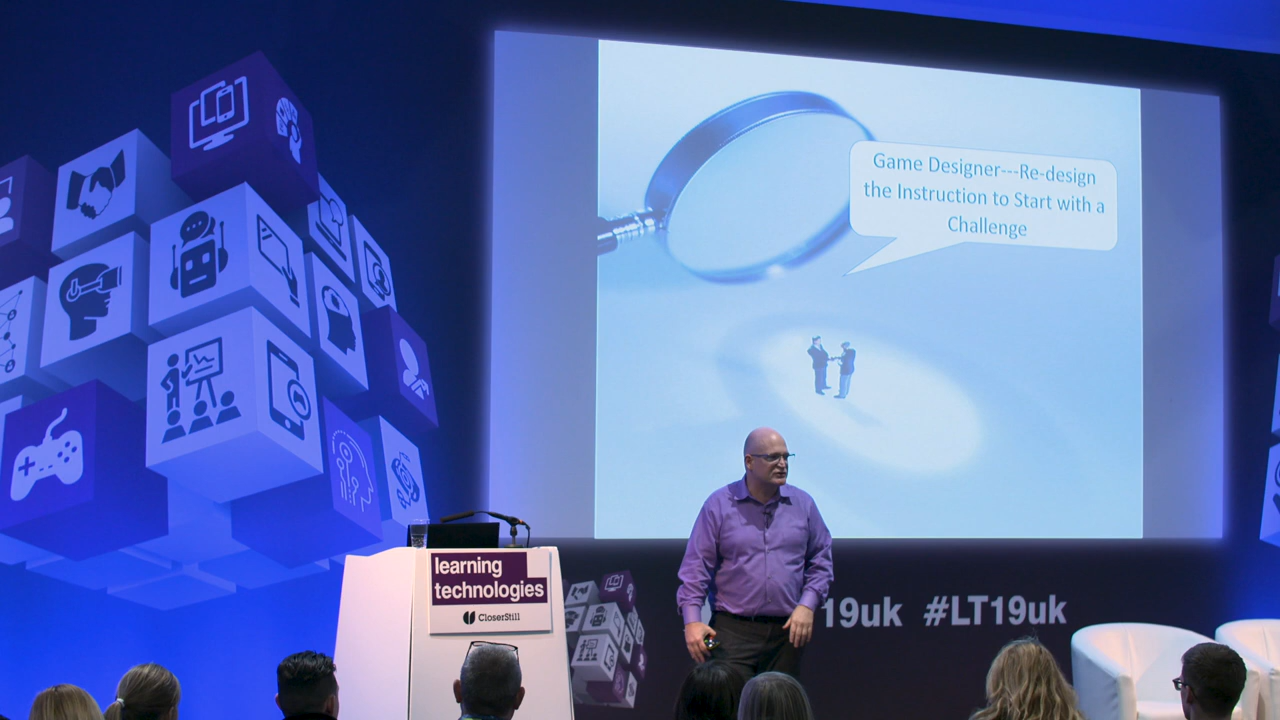 Game Designer---Re-design
the Instruction to Start with a
Challenge
learning
technologies
CloserStill
19uk #LT19uk